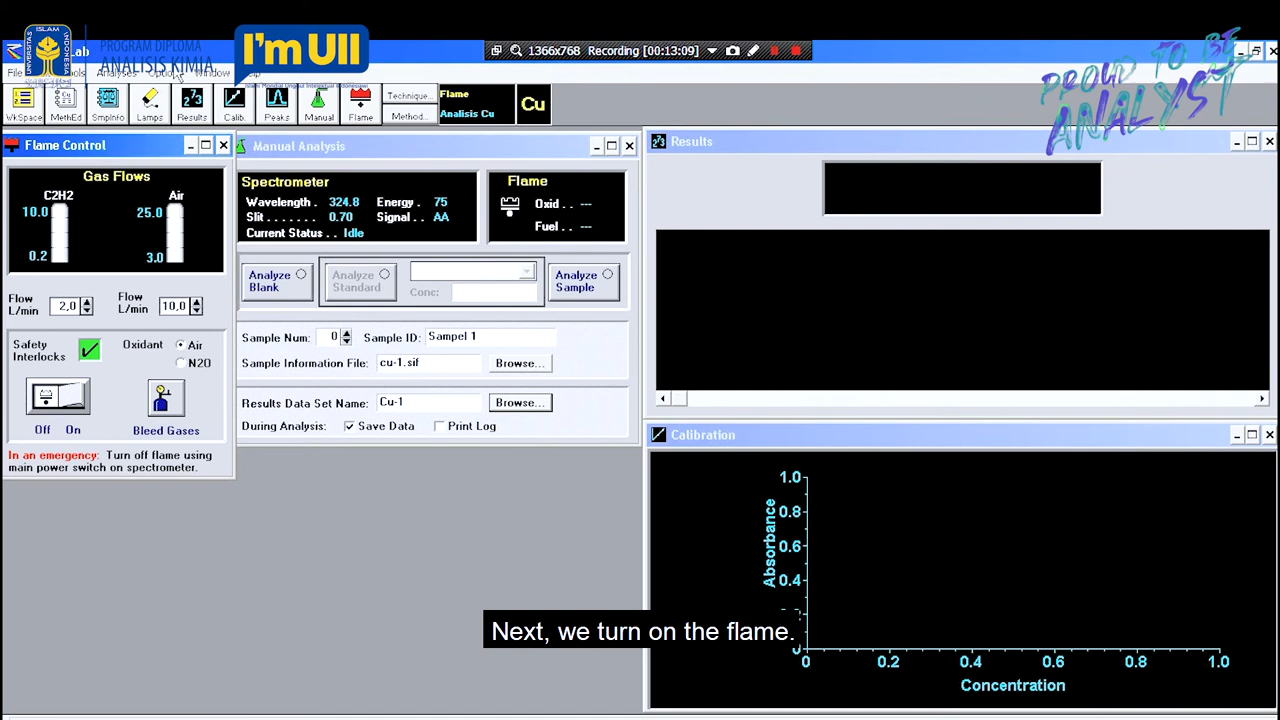 ISLAM
UNIVERSITAS
INDONESIA
PROGRAM DIPLOMA
ANALISIS KIMIA
I'm UII
PROUD TO BE
ANALYST
Lab
1366x768 Recording [00:13:09]
File Analyses Options Window
WkSpace MethEd SmpInfo Lamps Results Calib. Peaks Manual Flame
Technique...
Method...
Flame
Analisis Cu
Cu
Flame Control
Gas Flows
C2H2 Air
10.0 25.0
0.2 3.0
Flow L/min 2,0
Flow L/min 10,0
Safety Interlocks
Oxidant Air
N2O
Off On
Bleed Gases
In an emergency: Turn off flame using
main power switch on spectrometer.
Manual Analysis
Spectrometer
Wavelength . 324.8 Energy . 75
Slit . . . . . . . 0.70 Signal . . AA
Current Status . . Idle
Flame
Oxid . . ---
Fuel . . ---
Analyze Blank
Analyze Standard
Conc:
Analyze Sample
Sample Num: 0 Sample ID: Sampel 1
Sample Information File: cu-1.sif Browse...
Results Data Set Name: Cu-1 Browse...
During Analysis: Save Data Print Log
Results
Calibration
Absorbance
1.0
0.8
0.6
0.4
0 0.2 0.4 0.6 0.8 1.0
Concentration
Next, we turn on the flame.